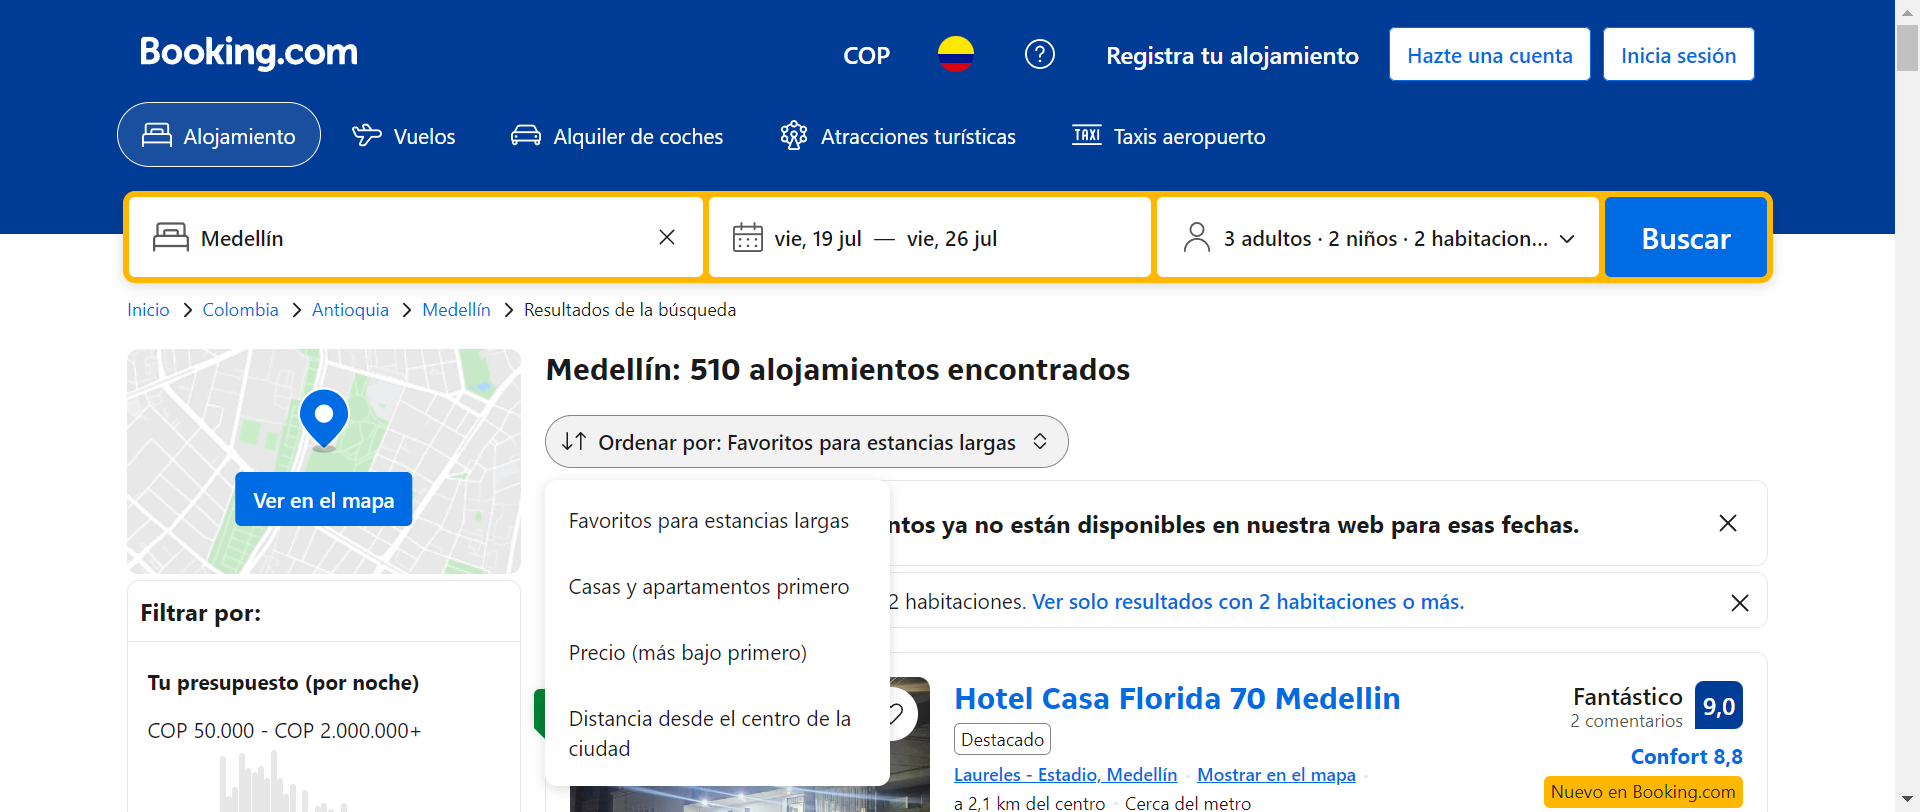 Booking.com
COP
Registra tu alojamiento
Hazte una cuenta
Inicia sesión
Alojamiento
Vuelos
Alquiler de coches
Atracciones turísticas
TAXI
Taxis aeropuerto
Medellín
vie, 19 jul — vie, 26 jul
3 adultos · 2 niños · 2 habitacion...
Buscar
Inicio
Colombia
Antioquia
Medellín
Resultados de la búsqueda
Ver en el mapa
Filtrar por:
Tu presupuesto (por noche)
COP 50.000 - COP 2.000.000+
Medellín: 510 alojamientos encontrados
Ordenar por: Favoritos para estancias largas
Favoritos para estancias largas
Casas y apartamentos primero
Precio (más bajo primero)
Distancia desde el centro de la
ciudad
ntos ya no están disponibles en nuestra web para esas fechas.
2 habitaciones. Ver solo resultados con 2 habitaciones o más.
Hotel Casa Florida 70 Medellin
Destacado
Laureles - Estadio, Medellín
Mostrar en el mapa
a 2,1 km del centro
Cerca del metro
Fantástico
2 comentarios
9,0
Confort 8,8
Nuevo en Booking.com